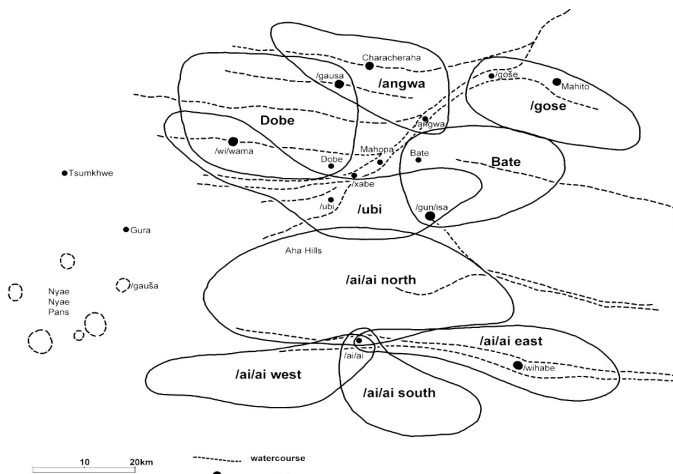 Characheraha
/gausa
/angwa
/gose
Mahito
/gose
Dobe
/angwa
/wi/wama
Mahopa
Dobe
Bate
Bate
Tsumkhwe
/xabe
/ubi
/ubi
/gun/isa
Gura
Aha Hills
/ai/ai north
/gauša
Nyae
Nyae
Pans
/ai/ai east
/ai/ai
/wihabe
/ai/ai west
/ai/ai south
10
20km
watercourse